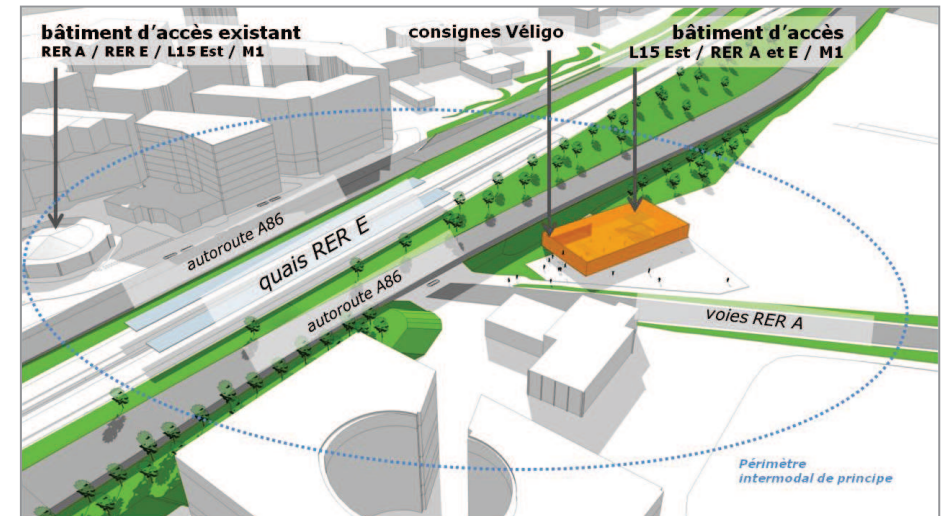 bâtiment d'accès existant
RER A / RER E / L15 Est / M1
consignes Véligo
bâtiment d'accès
L15 Est / RER A et E / M1
autoroute A86
quais RER E
autoroute A86
voies RER A
Périmètre
intermodal de principe